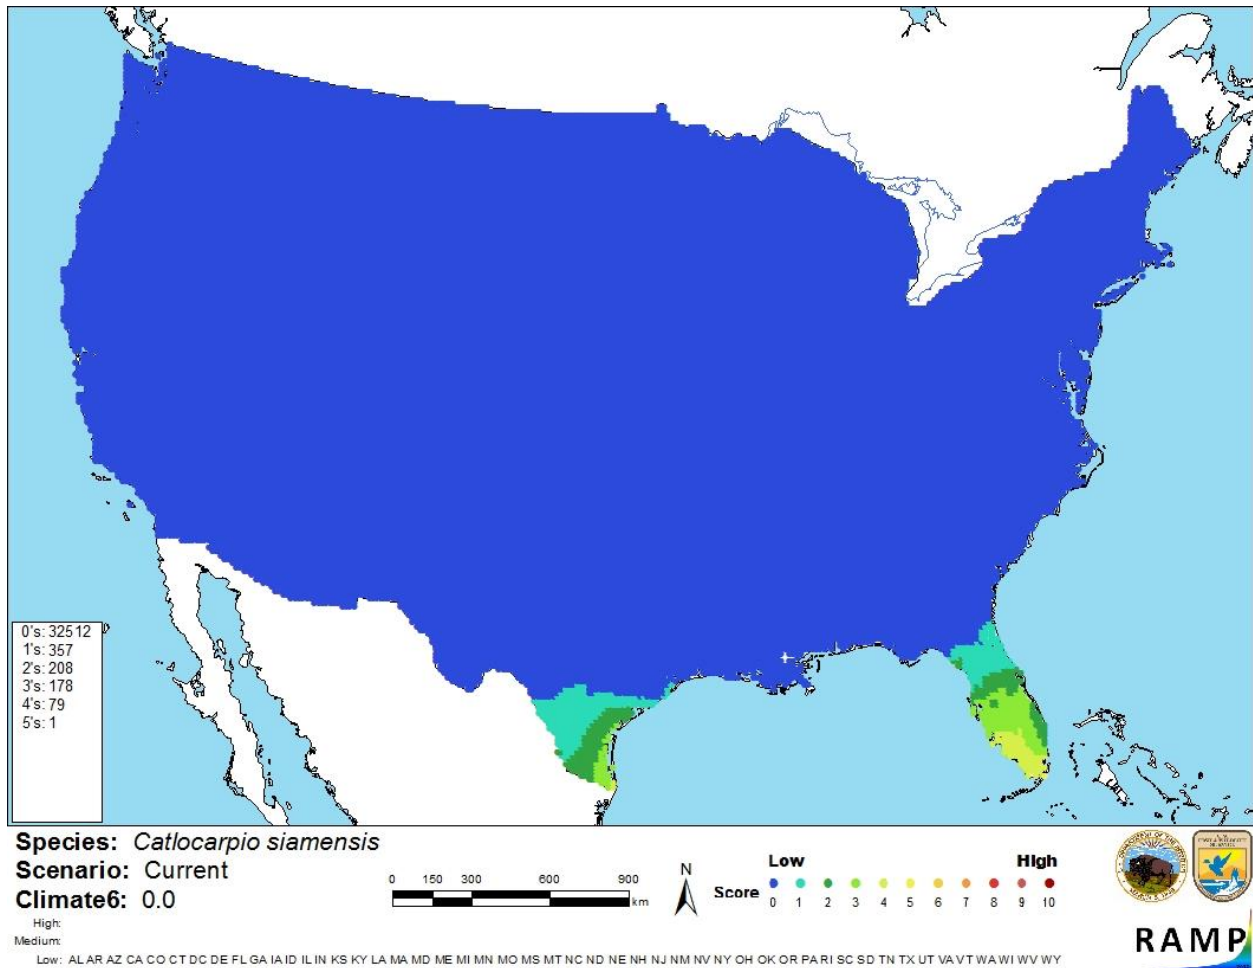 0's: 32512
1's: 357
2's: 208
3's: 178
4's: 79
5's: 1
Species: Catlocarpio siamensis
Scenario: Current
Climate6: 0.0
High:
Medium:
Low: AL AR AZ CA CO CT DC DE FL GA IA ID IL IN KS KY LA MA MD ME MI MN MO MS MT NC ND NE NH NJ NM NV NY OH OK OR PA RI SC SD TN TX UT VA VT WA WI WV WY
0 150 300 600 900
km
N
Low High
Score
0 1 2 3 4 5 6 7 8 9 10
RAMP